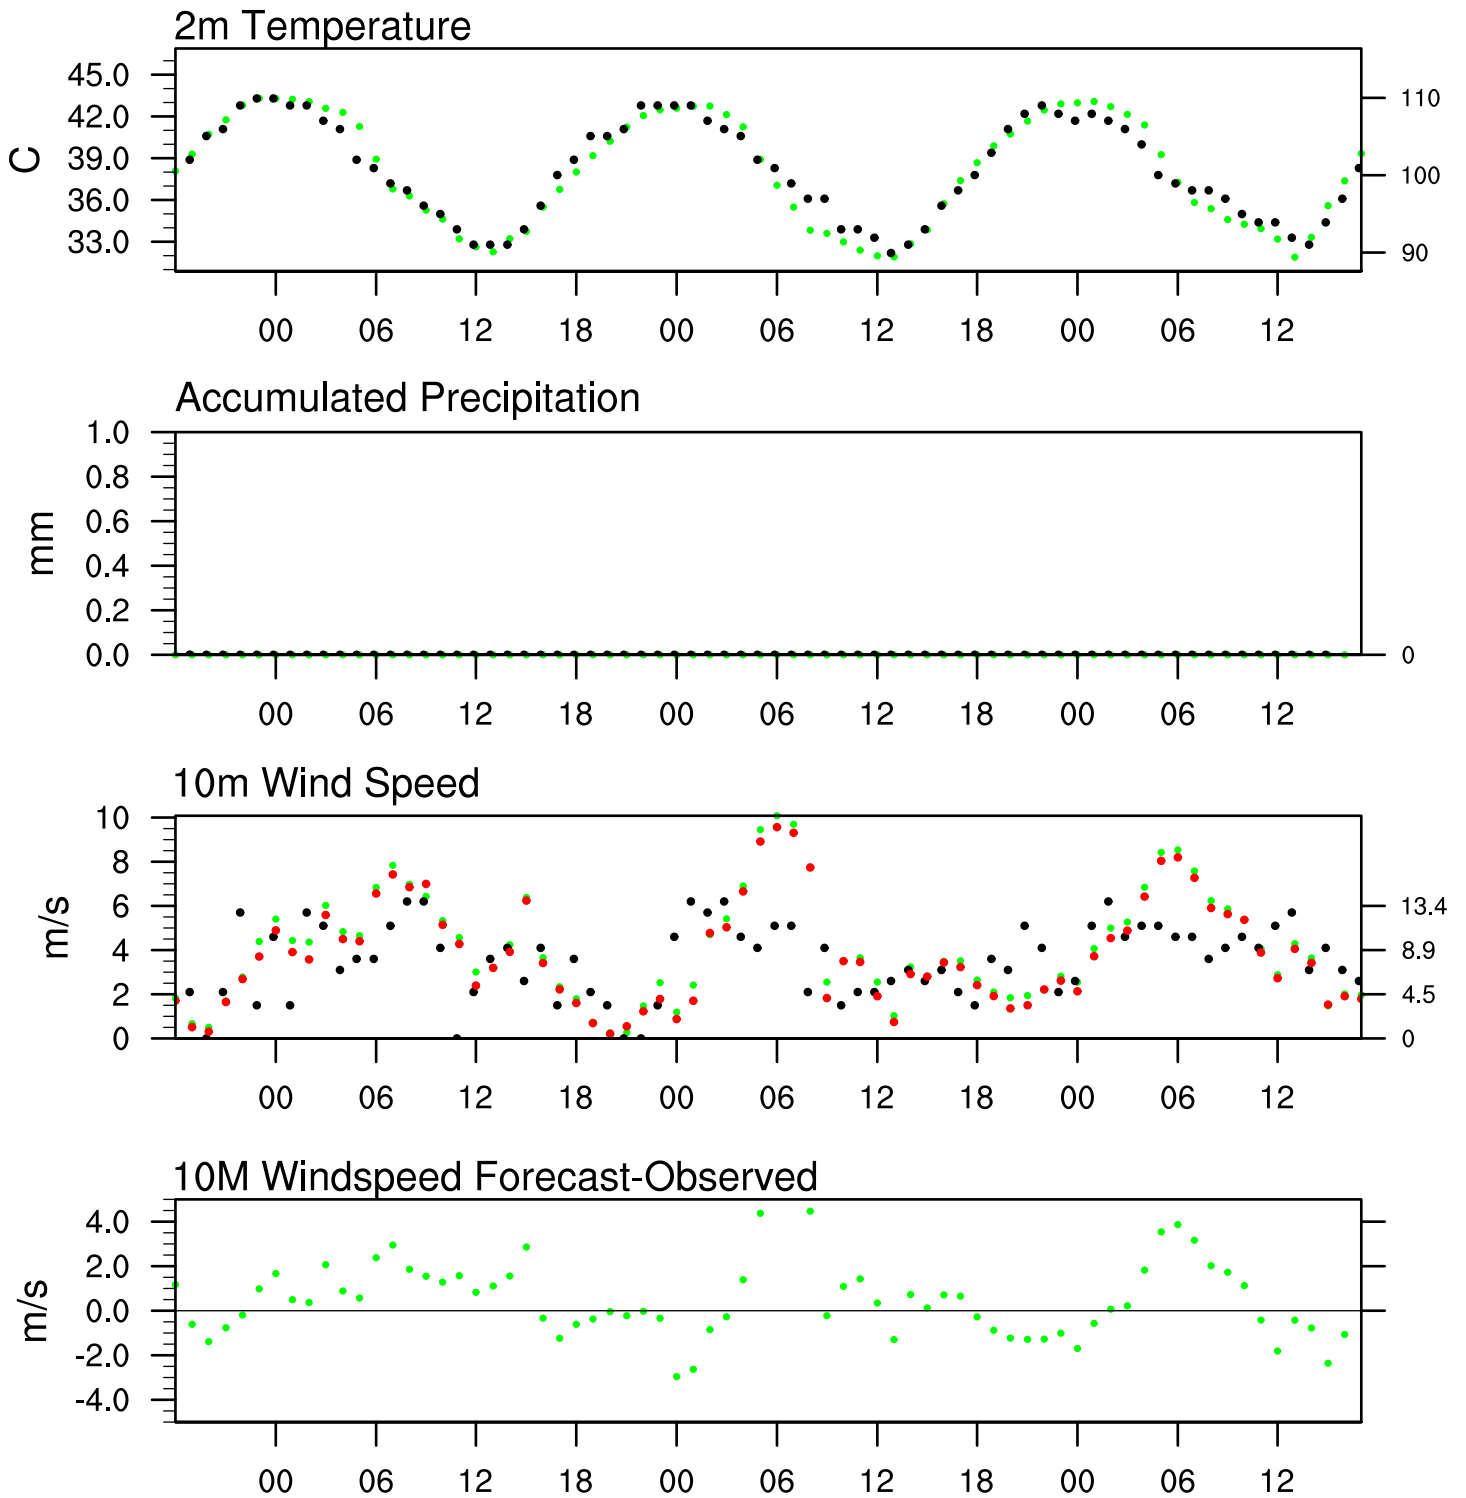 2m Temperature
45.0
42.0
39.0
36.0
33.0
C
110
100
90
00 06 12 18 00 06 12 18 00 06 12
Accumulated Precipitation
1.0
0.8
0.6
0.4
0.2
0.0
mm
0
00 06 12 18 00 06 12 18 00 06 12
10m Wind Speed
10
8
6
4
2
0
m/s
13.4
8.9
4.5
0
00 06 12 18 00 06 12 18 00 06 12
10M Windspeed Forecast-Observed
4.0
2.0
0.0
-2.0
-4.0
m/s
00 06 12 18 00 06 12 18 00 06 12